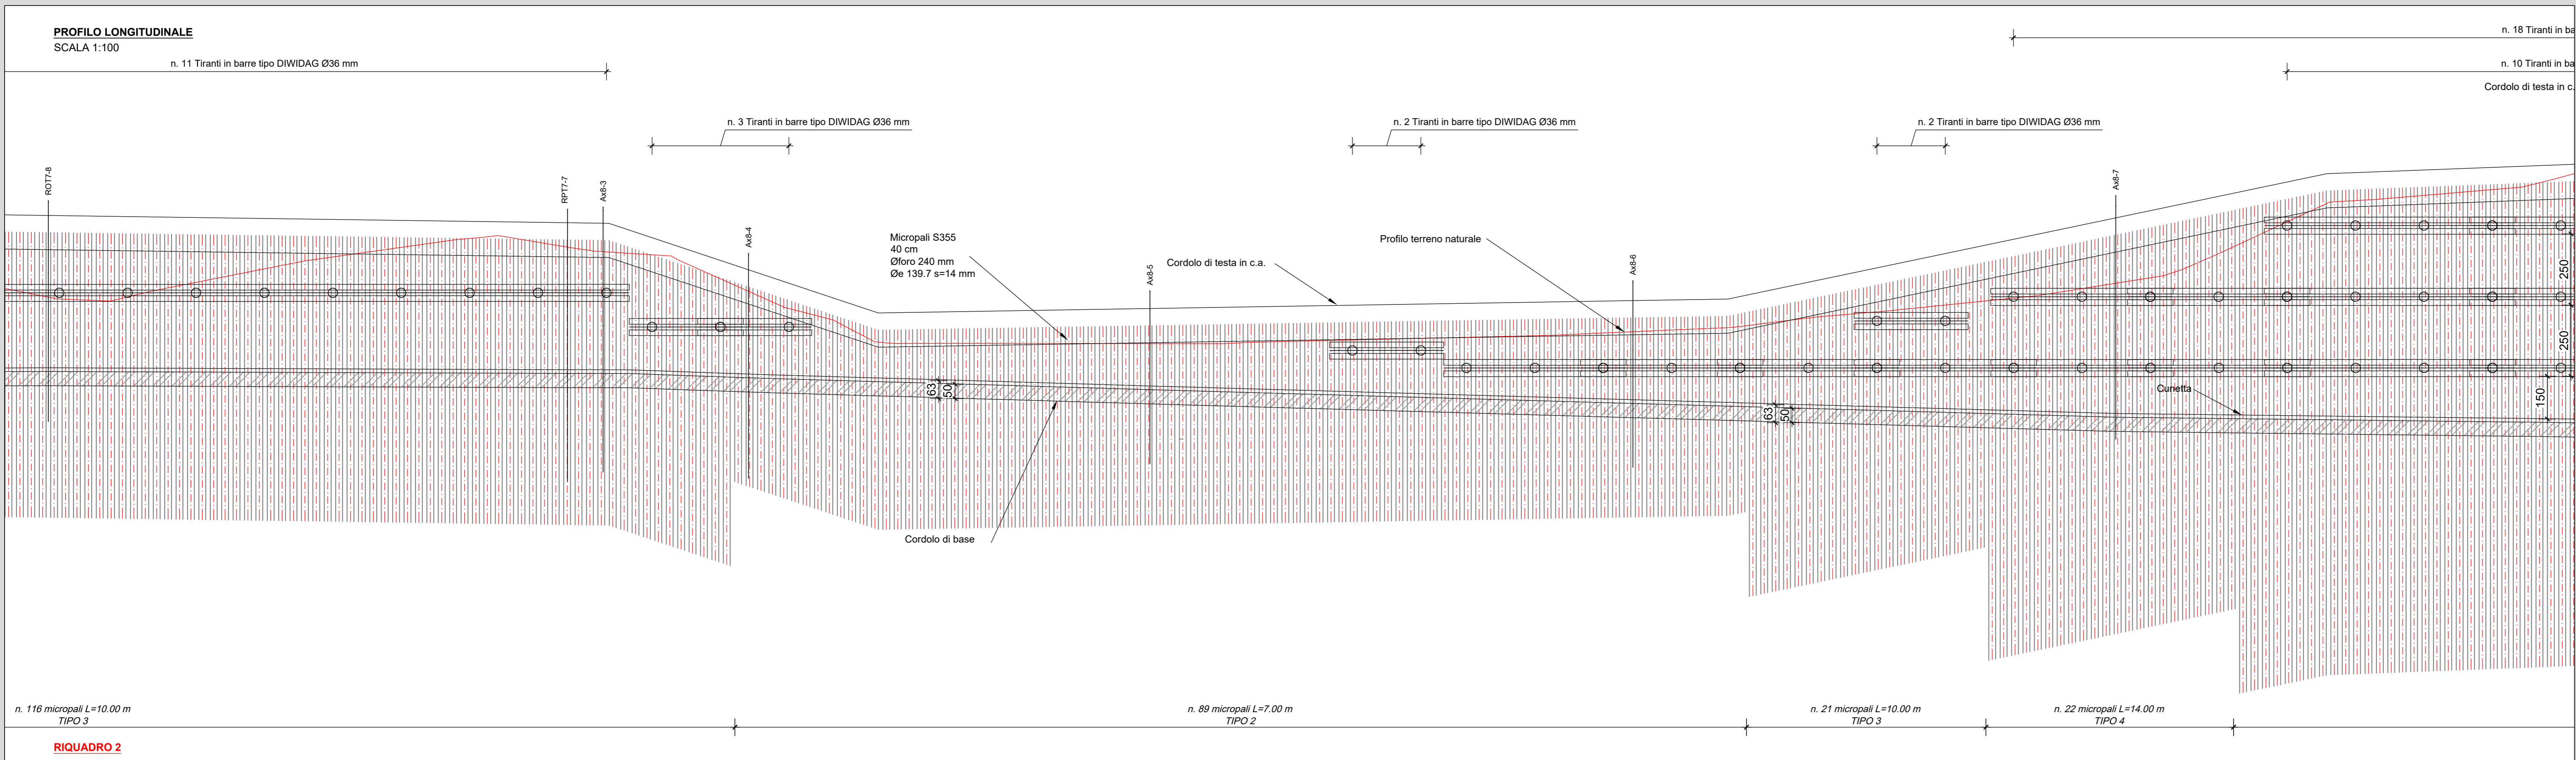 PROFILO LONGITUDINALE
SCALA 1:100
n. 18 Tiranti in ba
n. 11 Tiranti in barre tipo DIWIDAG Ø36 mm
n. 10 Tiranti in ba
Cordolo di testa in c.
n. 3 Tiranti in barre tipo DIWIDAG Ø36 mm
n. 2 Tiranti in barre tipo DIWIDAG Ø36 mm
n. 2 Tiranti in barre tipo DIWIDAG Ø36 mm
ROT7-8
RPT7-7
Ax8-3
Ax8-4
Ax8-5
Ax8-6
Ax8-7
Micropali S355
40 cm
Øforo 240 mm
Øe 139.7 s=14 mm
Cordolo di testa in c.a.
Profilo terreno naturale
250
250
150
63
50
63
50
Cunetta
Cordolo di base
n. 116 micropali L=10.00 m
TIPO 3
n. 89 micropali L=7.00 m
TIPO 2
n. 21 micropali L=10.00 m
TIPO 3
n. 22 micropali L=14.00 m
TIPO 4
RIQUADRO 2